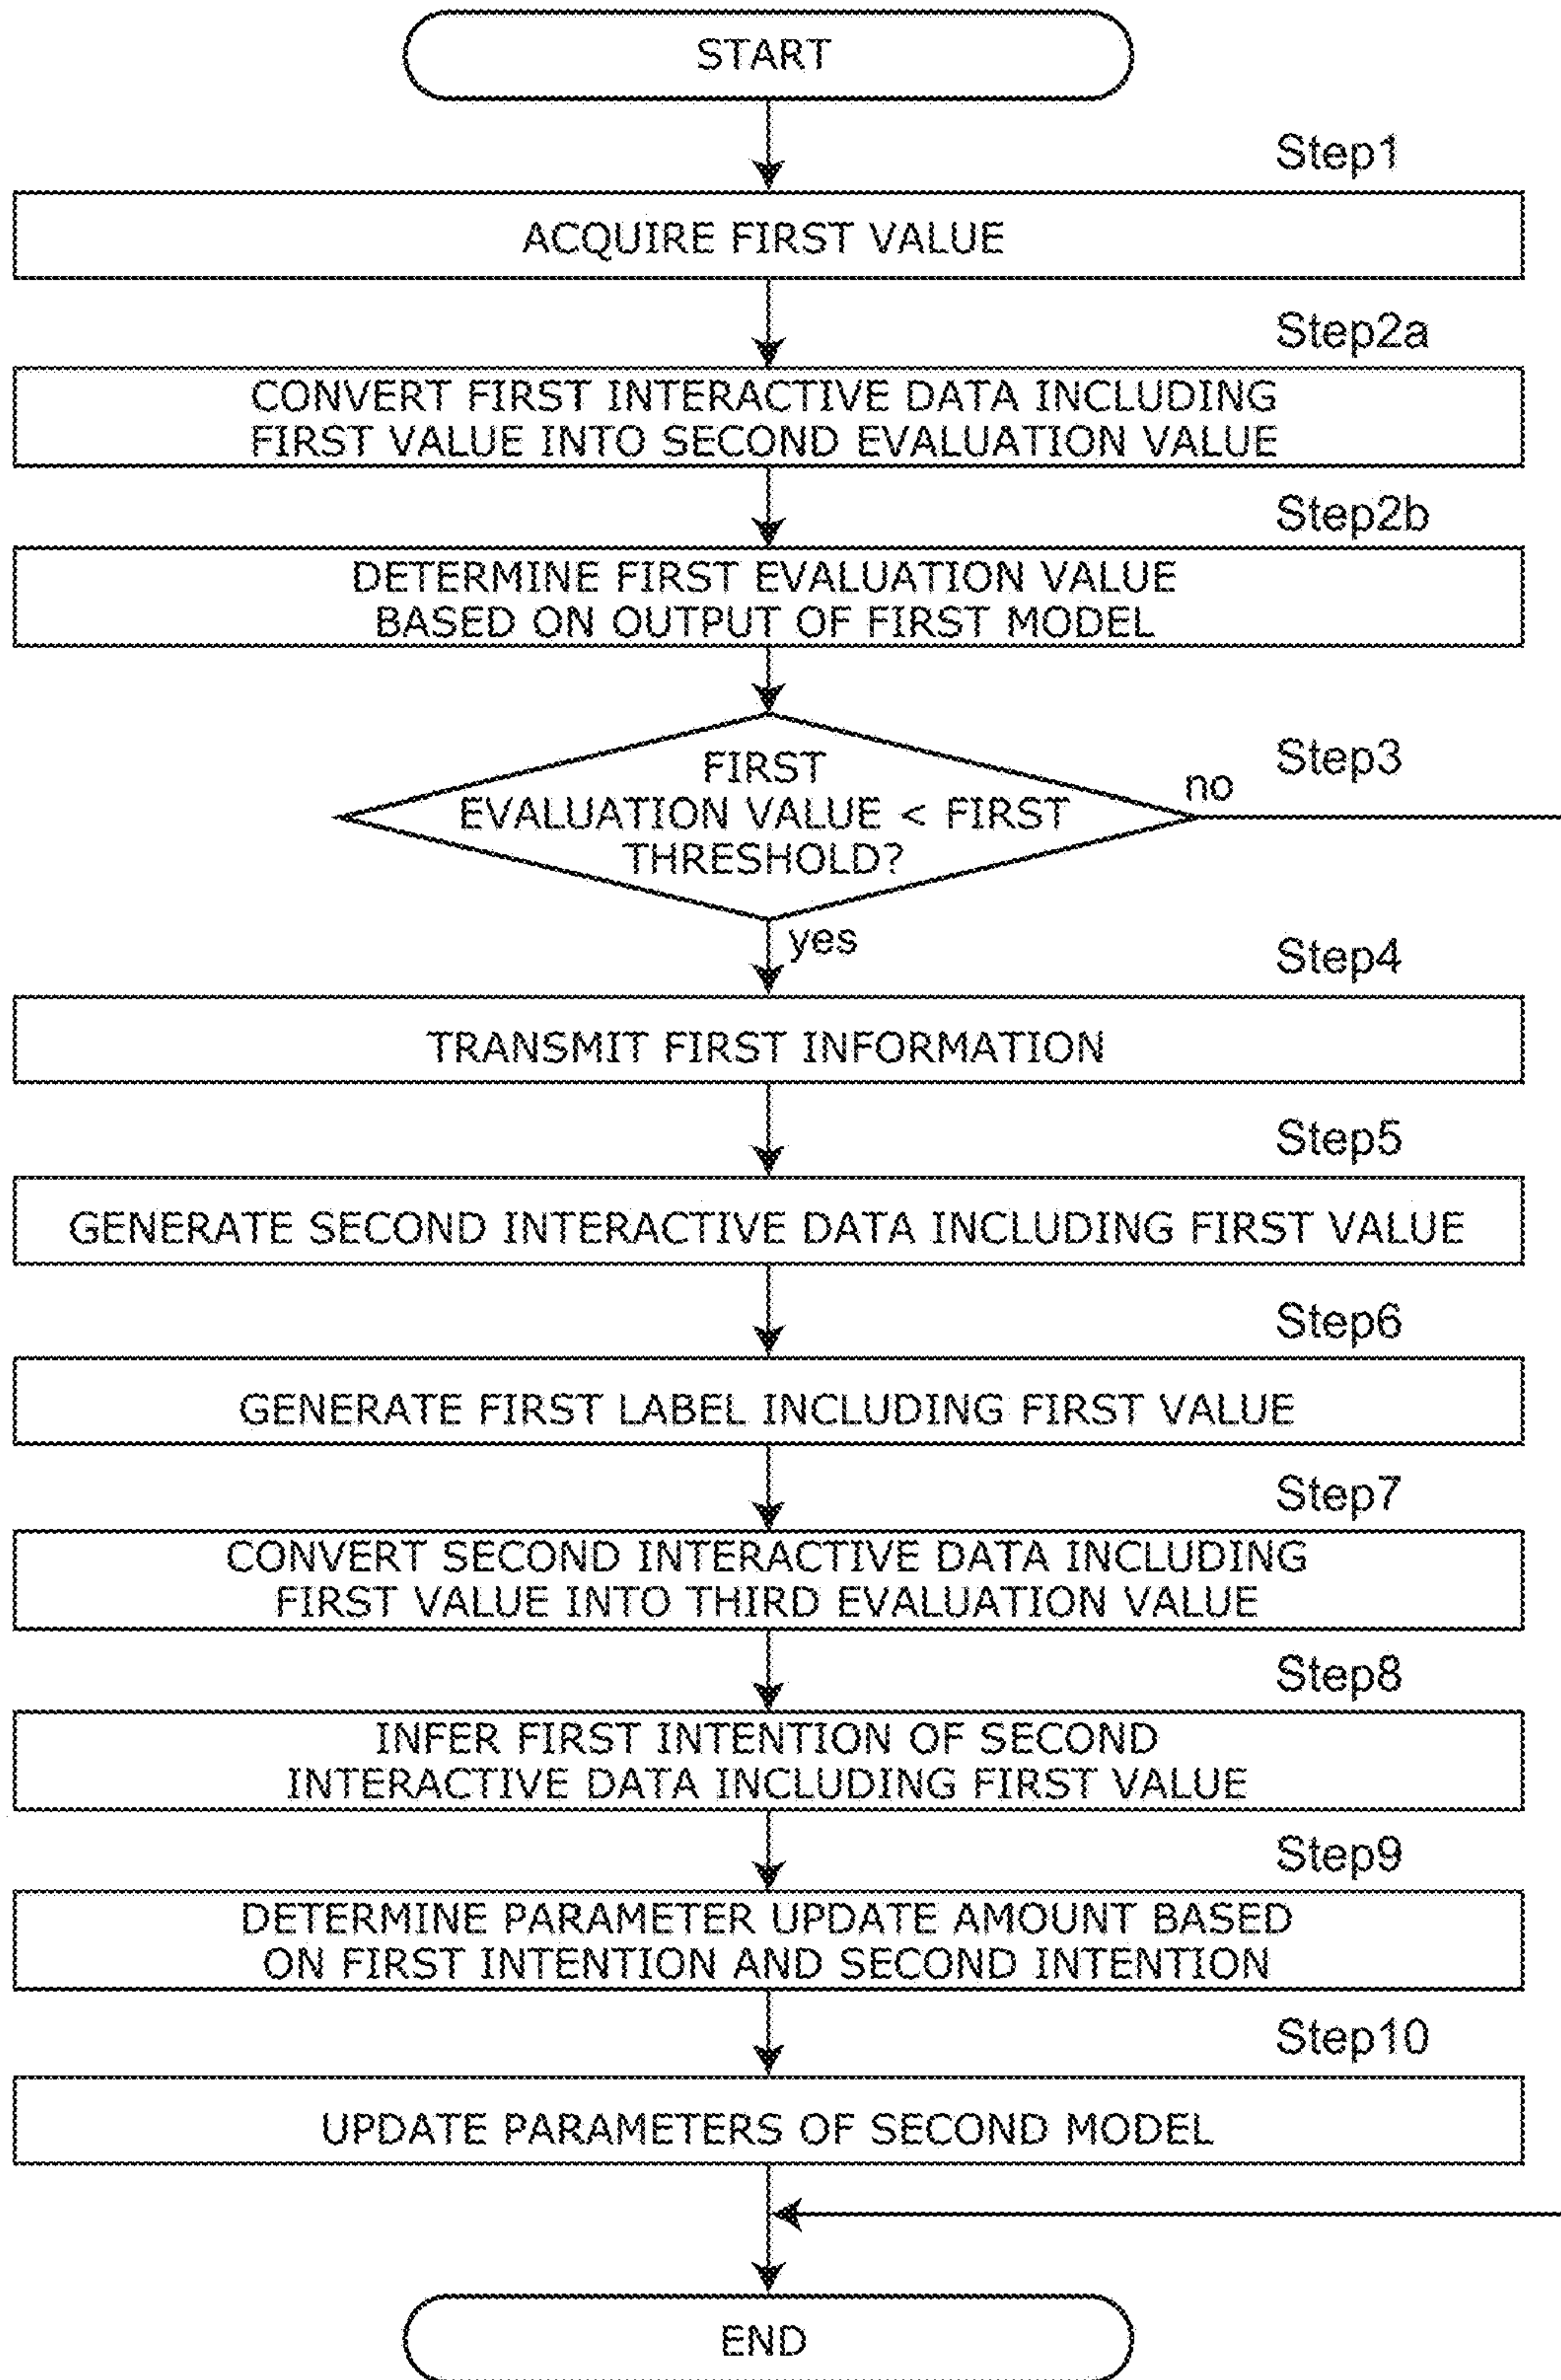 START
Step1
ACQUIRE FIRST VALUE
Step2a
CONVERT FIRST INTERACTIVE DATA INCLUDING
FIRST VALUE INTO SECOND EVALUATION VALUE
Step2b
DETERMINE FIRST EVALUATION VALUE
BASED ON OUTPUT OF FIRST MODEL
Step3
FIRST
EVALUATION VALUE < FIRST
THRESHOLD?
no
yes
Step4
TRANSMIT FIRST INFORMATION
Step5
GENERATE SECOND INTERACTIVE DATA INCLUDING FIRST VALUE
Step6
GENERATE FIRST LABEL INCLUDING FIRST VALUE
Step7
CONVERT SECOND INTERACTIVE DATA INCLUDING
FIRST VALUE INTO THIRD EVALUATION VALUE
Step8
INFER FIRST INTENTION OF SECOND
INTERACTIVE DATA INCLUDING FIRST VALUE
Step9
DETERMINE PARAMETER UPDATE AMOUNT BASED
ON FIRST INTENTION AND SECOND INTENTION
Step10
UPDATE PARAMETERS OF SECOND MODEL
END